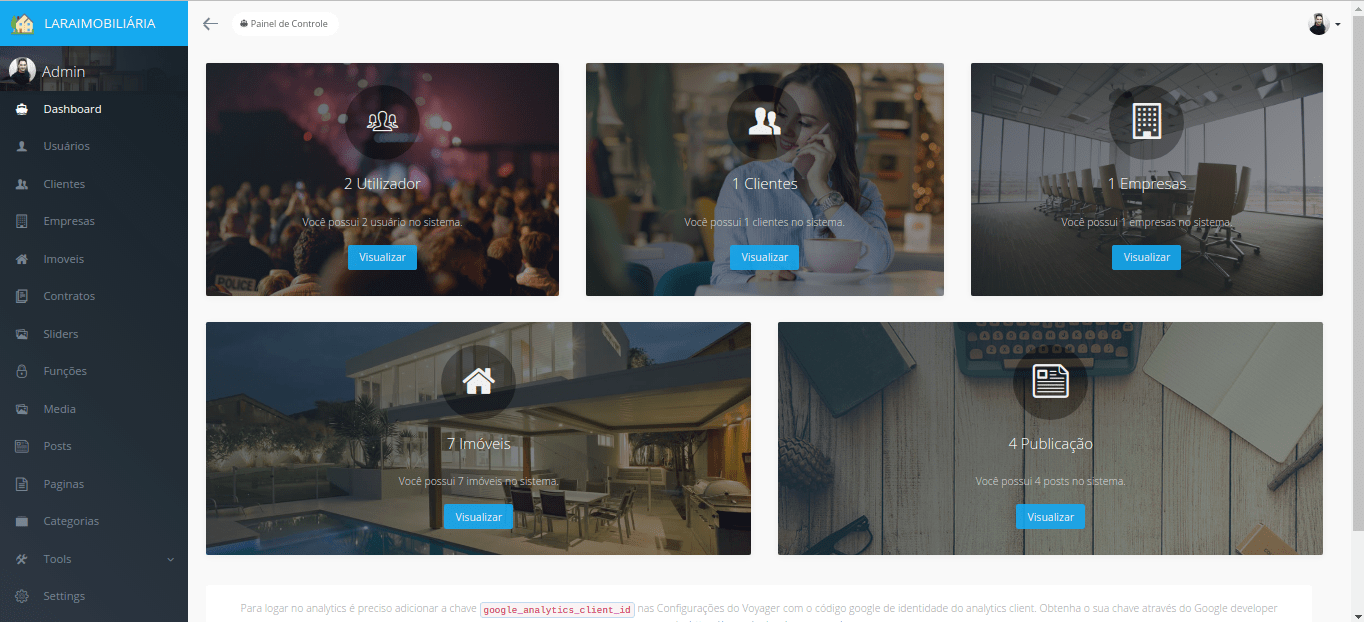 LARAIMOBILIÁRIA
Painel de Controle
Admin
Dashboard
Usuários
Clientes
Empresas
Imoveis
Contratos
Sliders
Funções
Media
Posts
Paginas
Categorias
Tools
Settings
2 Utilizador
Você possui 2 usuário no sistema.
Visualizar
1 Clientes
Você possui 1 clientes no sistema.
Visualizar
1 Empresas
Você possui 1 empresas no sistema.
Visualizar
7 Imóveis
Você possui 7 imóveis no sistema.
Visualizar
4 Publicação
Você possui 4 posts no sistema.
Visualizar
POLICE
Para logar no analytics é preciso adicionar a chave google_analytics_client_id nas Configurações do Voyager com o código google de identidade do analytics client. Obtenha o sua chave através do Google developer